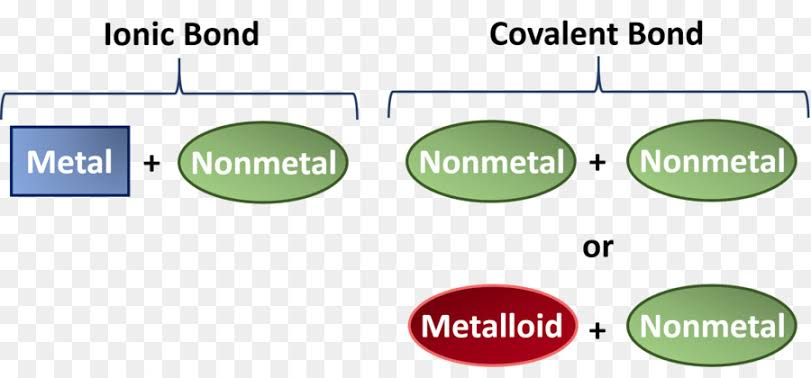 Ionic Bond
Covalent Bond
Metal + Nonmetal
Nonmetal + Nonmetal
or
Metalloid + Nonmetal